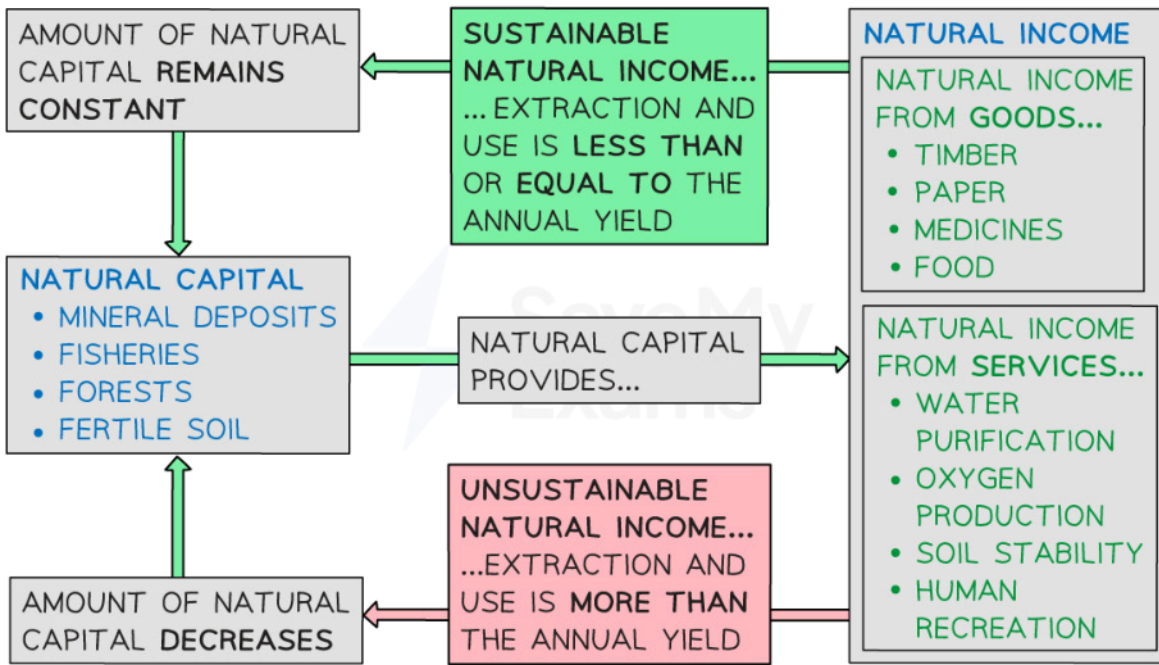 AMOUNT OF NATURAL
CAPITAL REMAINS
CONSTANT
SUSTAINABLE
NATURAL INCOME...
...EXTRACTION AND
USE IS LESS THAN
OR EQUAL TO THE
ANNUAL YIELD
NATURAL INCOME
NATURAL INCOME
FROM GOODS...
• TIMBER
• PAPER
• MEDICINES
• FOOD
NATURAL CAPITAL
• MINERAL DEPOSITS
• FISHERIES
• FORESTS
• FERTILE SOIL
NATURAL CAPITAL
PROVIDES...
Save My
Exams
NATURAL INCOME
FROM SERVICES...
• WATER
PURIFICATION
• OXYGEN
PRODUCTION
• SOIL STABILITY
• HUMAN
RECREATION
UNSUSTAINABLE
NATURAL INCOME...
...EXTRACTION AND
USE IS MORE THAN
THE ANNUAL YIELD
AMOUNT OF NATURAL
CAPITAL DECREASES